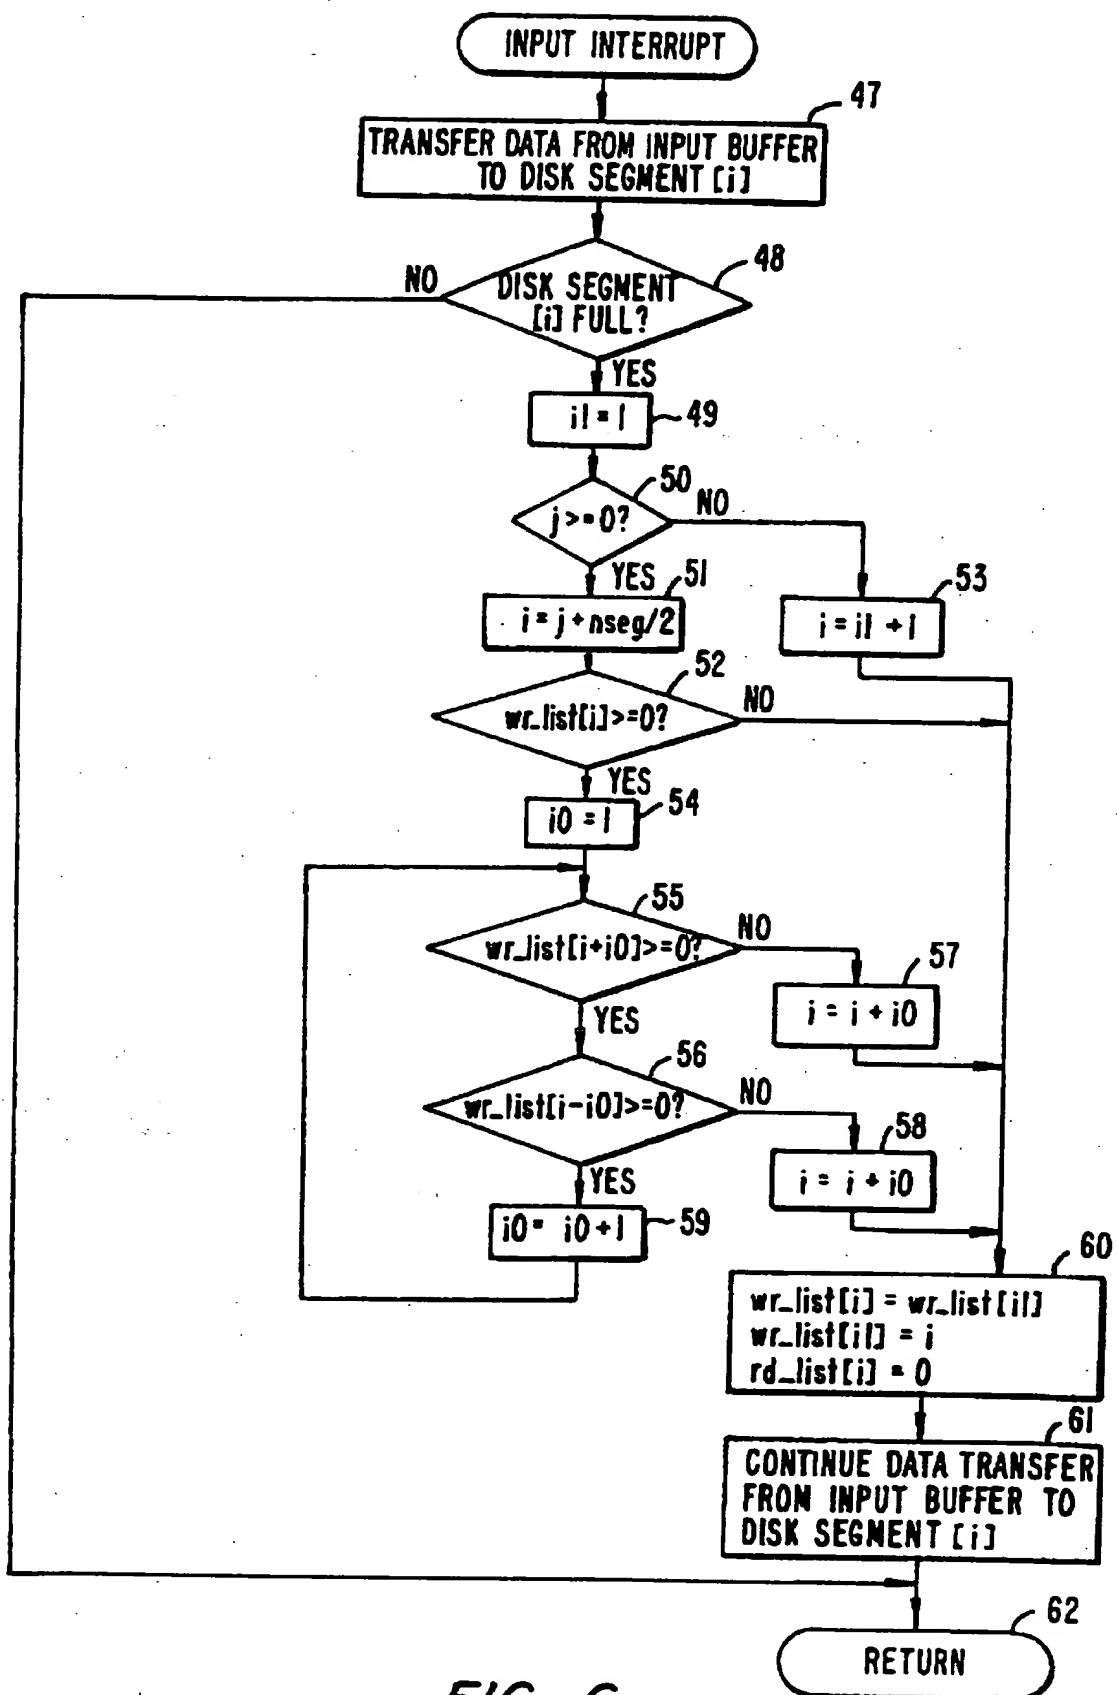 INPUT INTERRUPT
47
TRANSFER DATA FROM INPUT BUFFER
TO DISK SEGMENT [i]
48
NO
DISK SEGMENT
[i] FULL?
YES
i1 = 1
49
50
NO
j>=0?
YES
51
53
i = j + nseg/2
i = i1 + 1
52
NO
wr_list[i]>=0?
YES
54
i0 = 1
55
NO
wr_list[i+i0]>=0?
57
i = i + i0
YES
56
NO
wr_list[i-i0]>=0?
58
i = i + i0
YES
i0 = i0+1
59
60
wr_list[i] = wr_list[i1]
wr_list[i1] = i
rd_list[i] = 0
61
CONTINUE DATA TRANSFER
FROM INPUT BUFFER TO
DISK SEGMENT [i]
62
RETURN
FIG.